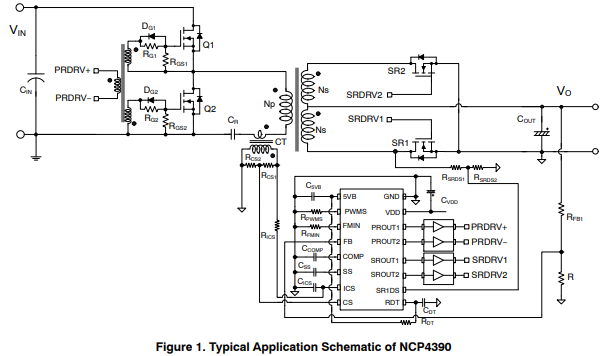 VIN
CIN
PRDRV+
PRDRV−
DG1
RG1
RGS1
Q1
DG2
RG2
RGS2
Q2
CR
Np
CT
Ns
Ns
SR2
SRDRV2
SRDRV1
SR1
VO
COUT
RCS2
RCS1
RICS
RSRDS1
RSRDS2
C5VB
RPWMS
RFMIN
CCOMP
CSS
CICS
5VB
PWMS
FMIN
FB
COMP
SS
ICS
CS
GND
VDD
PROUT1
PROUT2
SROUT1
SROUT2
SR1DS
RDT
CVDD
PRDRV+
PRDRV−
SRDRV1
SRDRV2
CDT
RDT
RFB1
R
Figure 1. Typical Application Schematic of NCP4390